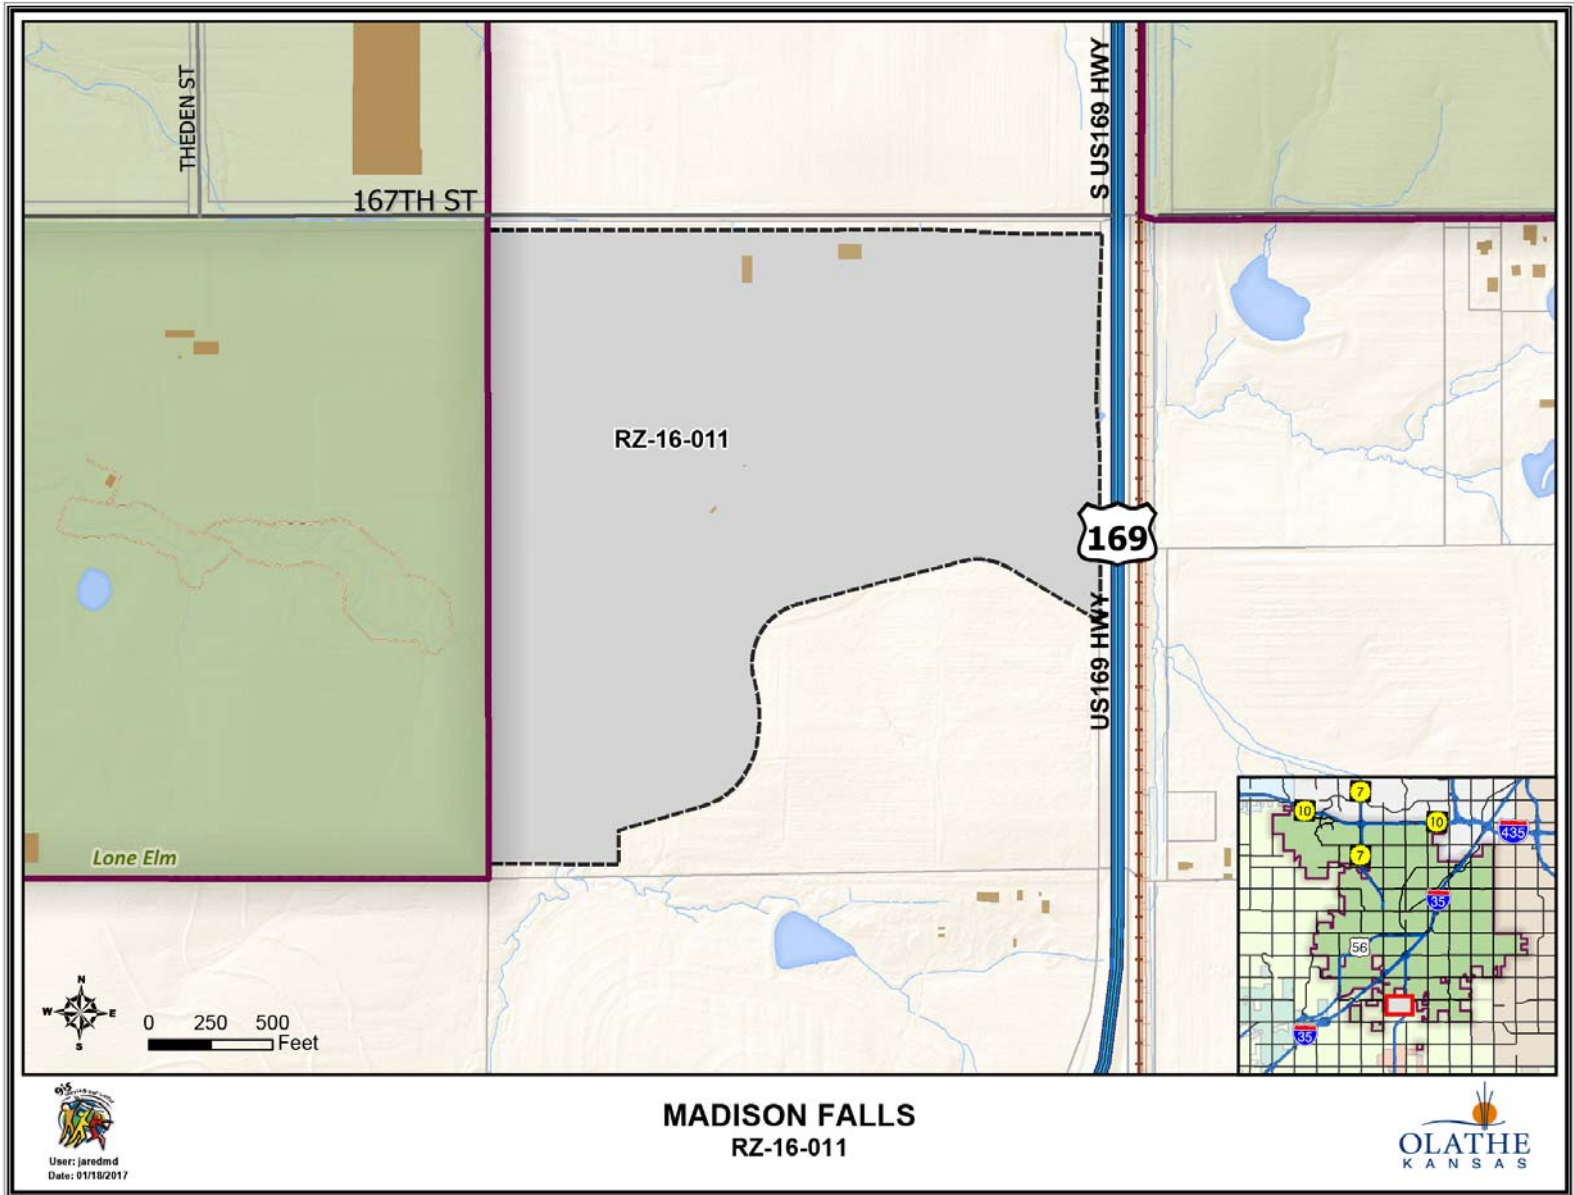 THEDEN ST
S US169 HWY
167TH ST
RZ-16-011
169
US169 HWY
Lone Elm
7
10
10
435
7
35
56
35
N
W E
S
0 250 500
Feet
gis
MADISON FALLS
RZ-16-011
User: jaredmd
Date: 01/18/2017
OLATHE
KANSAS